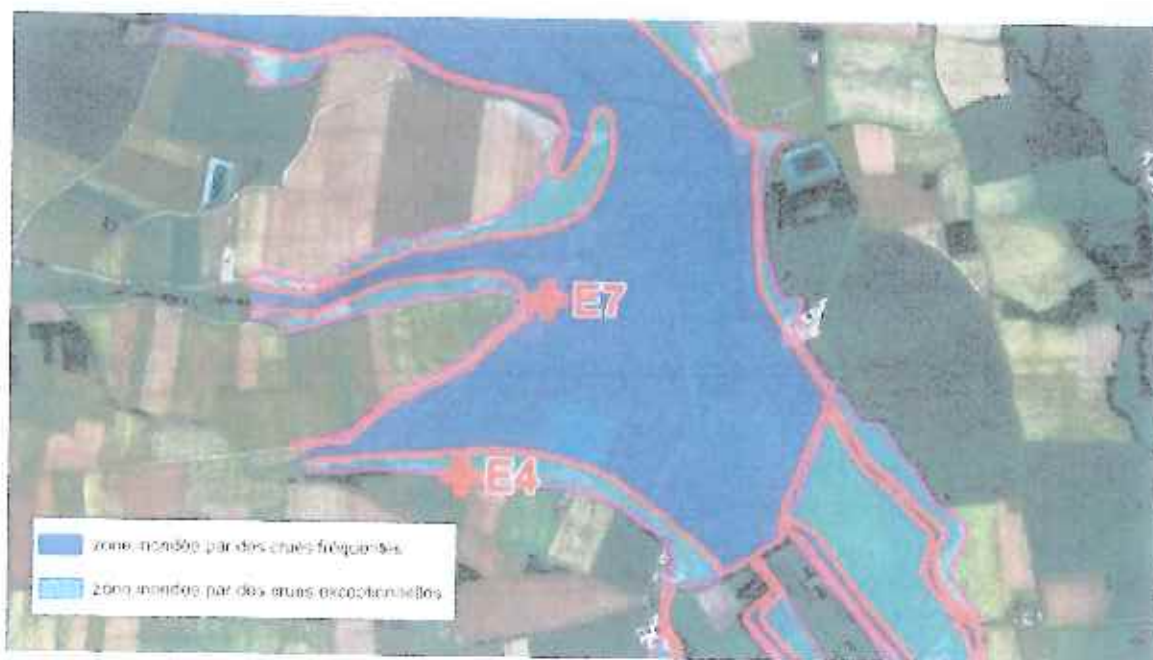 E7
E4
zone inondée par des crues fréquentes
zone inondée par des crues exceptionnelles